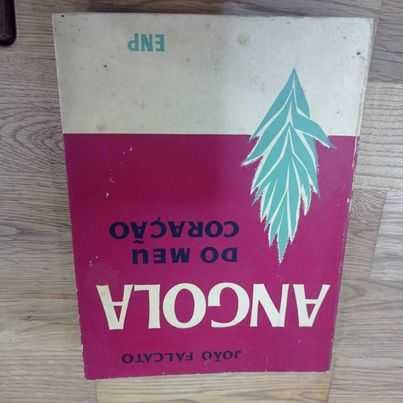 JOÃO FALCATO
ANGOLA
DO MEU
CORAÇÃO
ENP